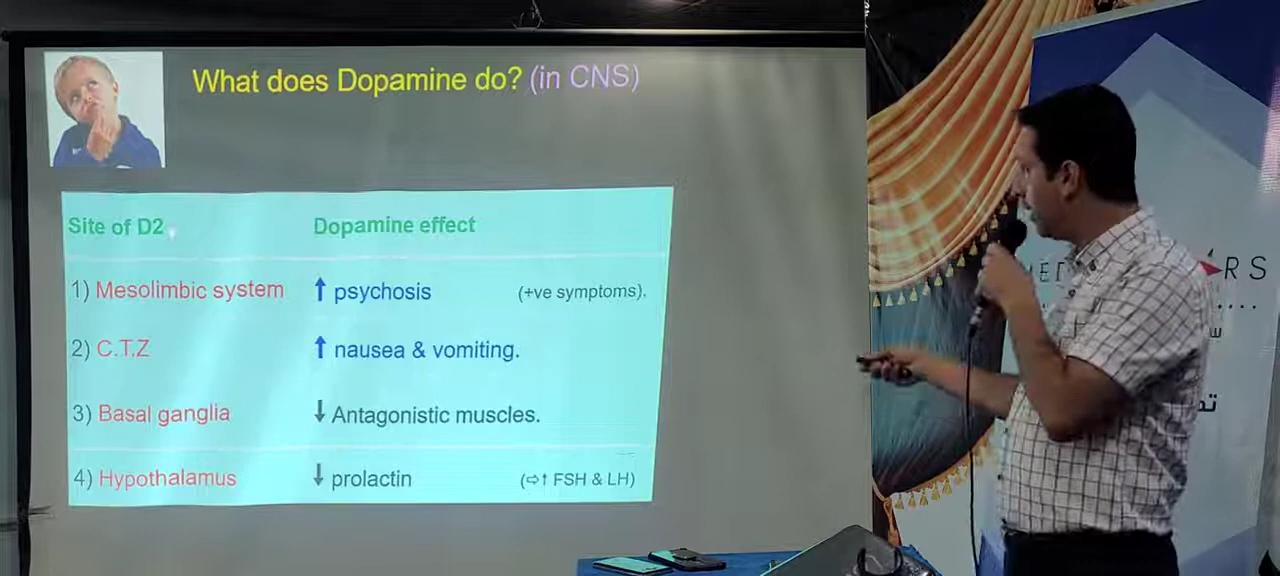 What does Dopamine do? (in CNS)
Site of D2 Dopamine effect
1) Mesolimbic system ↑ psychosis (+ve symptoms).
2) C.T.Z ↑ nausea & vomiting.
3) Basal ganglia ↓ Antagonistic muscles.
4) Hypothalamus ↓ prolactin (⇨↑ FSH & LH)